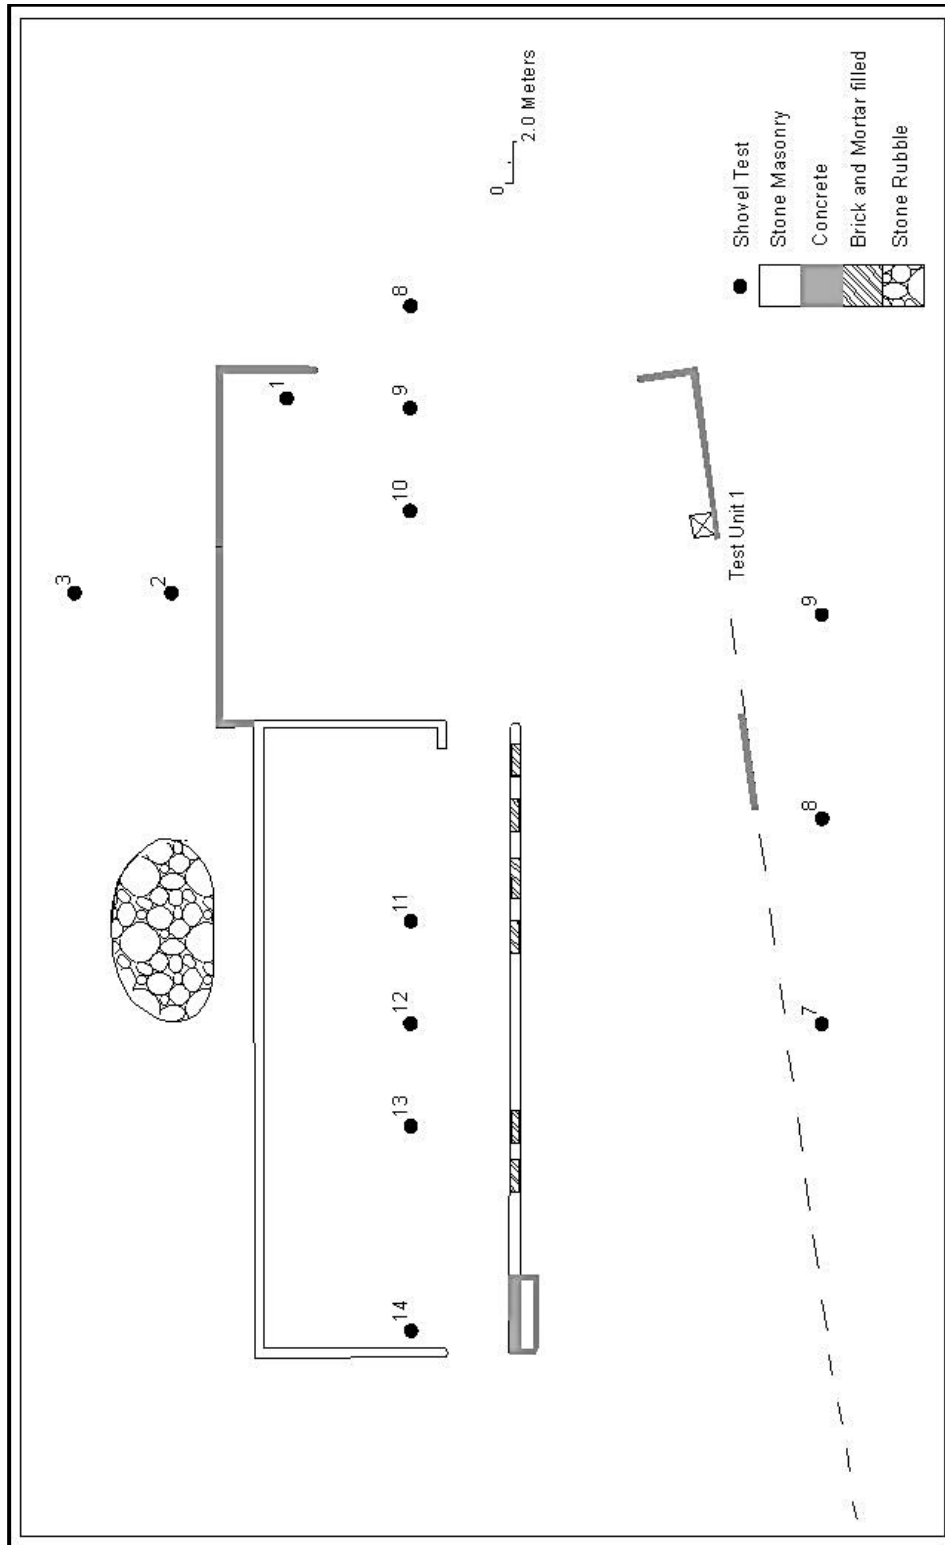 3
2
1
8
9
10
11
12
13
14
0
2.0 Meters
Test Unit 1
9
8
7
Shovel Test
Stone Masonry
Concrete
Brick and Mortar filled
Stone Rubble